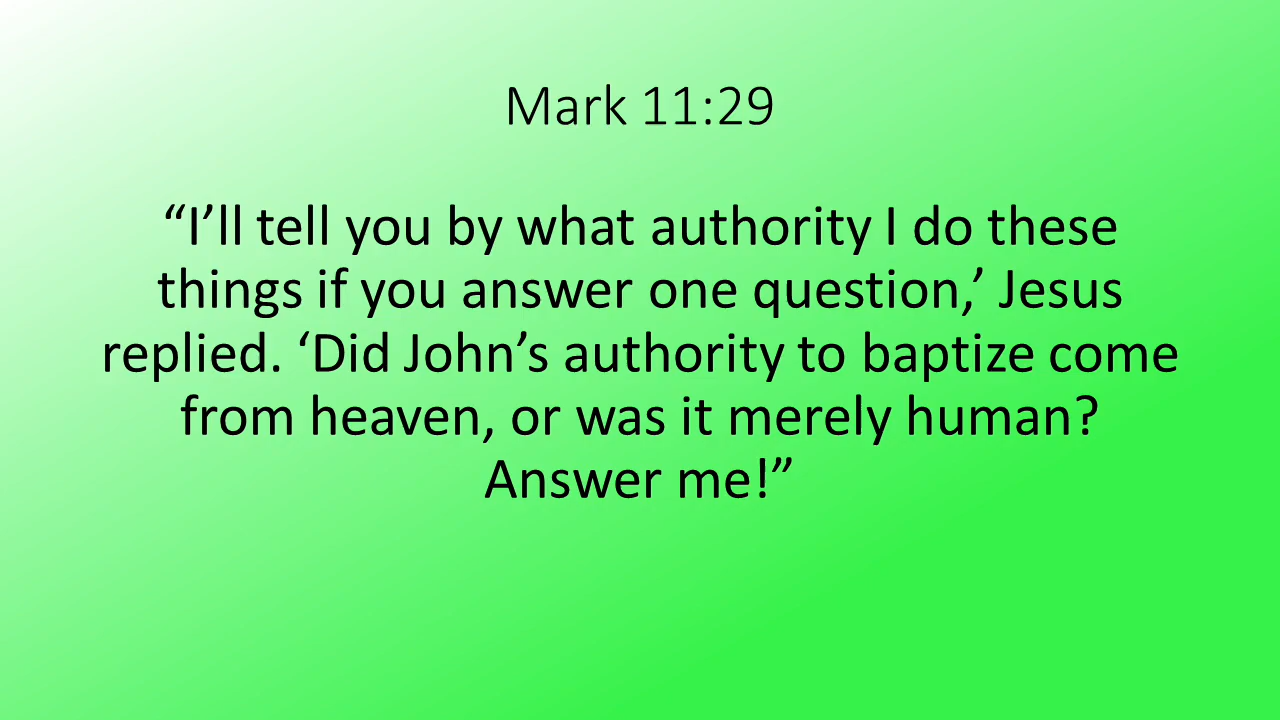 Mark 11:29
“I’ll tell you by what authority I do these
things if you answer one question,’ Jesus
replied. ‘Did John’s authority to baptize come
from heaven, or was it merely human?
Answer me!”